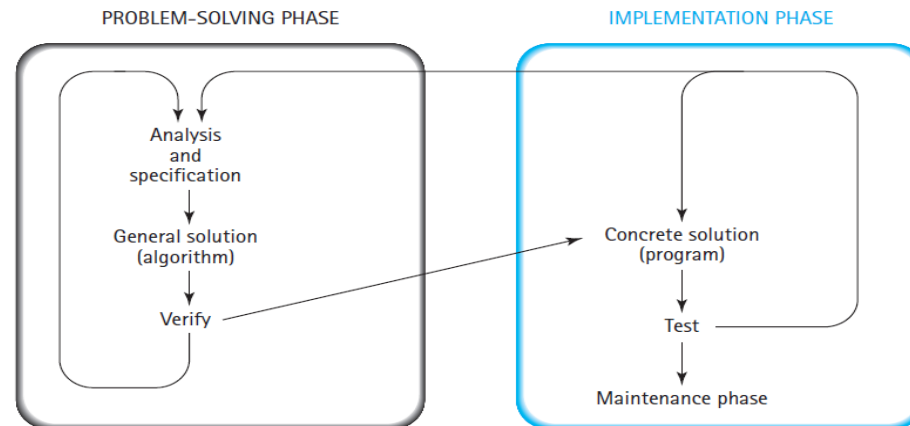 PROBLEM-SOLVING PHASE
Analysis
and
specification
General solution
(algorithm)
Verify
IMPLEMENTATION PHASE
Concrete solution
(program)
Test
Maintenance phase